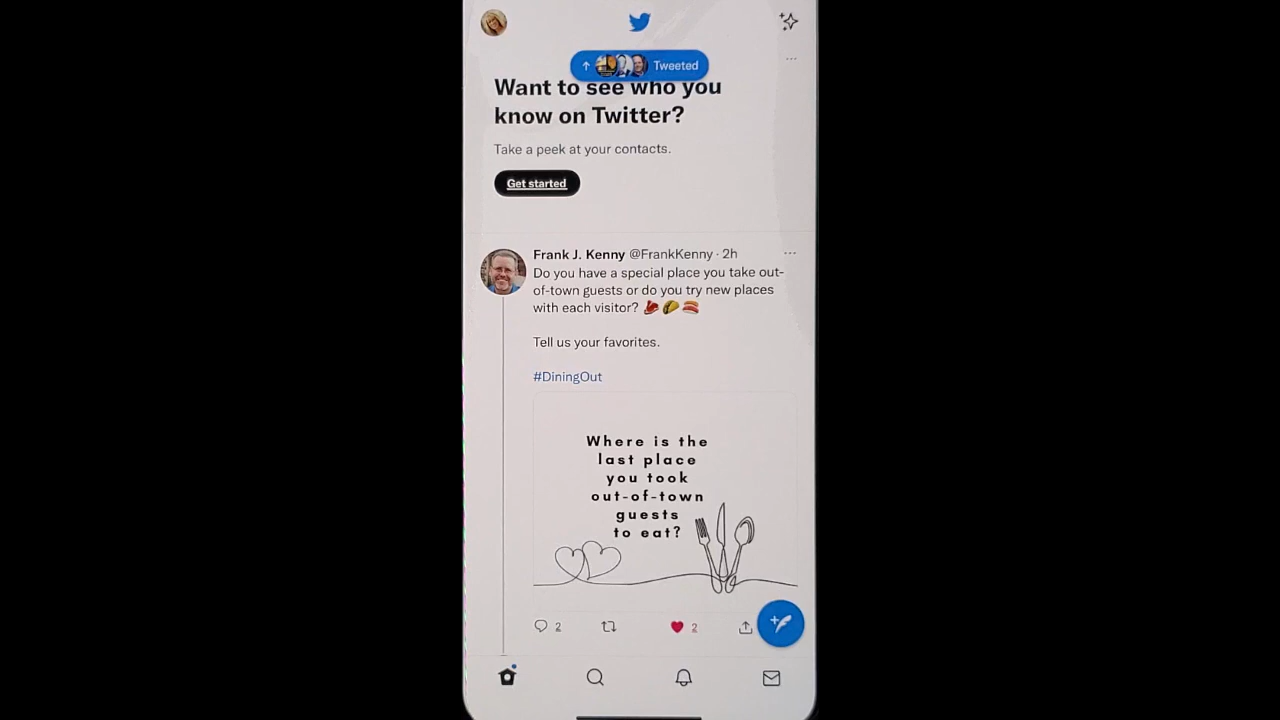 Tweeted
Want to see who you
know on Twitter?
Take a peek at your contacts.
Get started
Frank J. Kenny @FrankKenny · 2h
Do you have a special place you take out-
of-town guests or do you try new places
with each visitor? 🥩🌮🌭
Tell us your favorites.
#DiningOut
Where is the
last place
you took
out-of-town
guests
to eat?
2
2